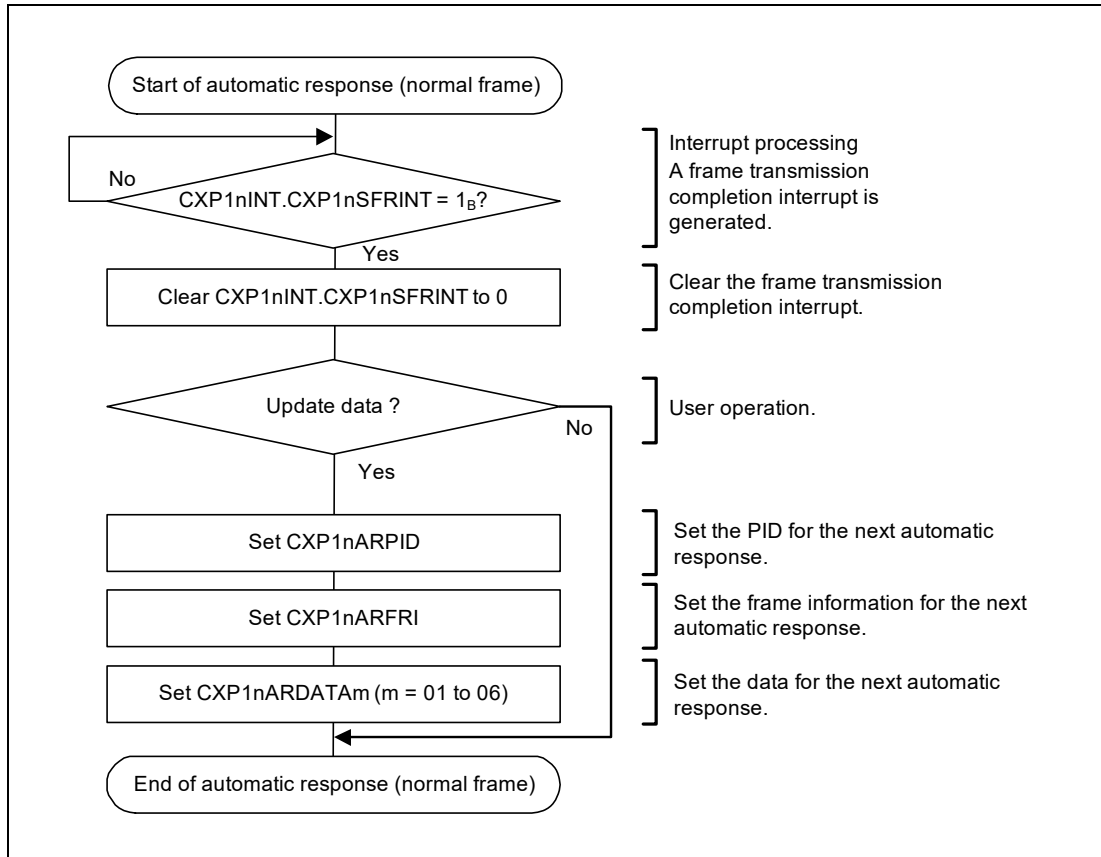 Start of automatic response (normal frame)
No
CXP1nINT.CXP1nSFRINT = 1B?
Interrupt processing
A frame transmission
completion interrupt is
generated.
Yes
Clear CXP1nINT.CXP1nSFRINT to 0
Clear the frame transmission
completion interrupt.
Update data ?
User operation.
No
Yes
Set CXP1nARPID
Set the PID for the next automatic
response.
Set CXP1nARFRI
Set the frame information for the next
automatic response.
Set CXP1nARDATAm (m = 01 to 06)
Set the data for the next automatic
response.
End of automatic response (normal frame)